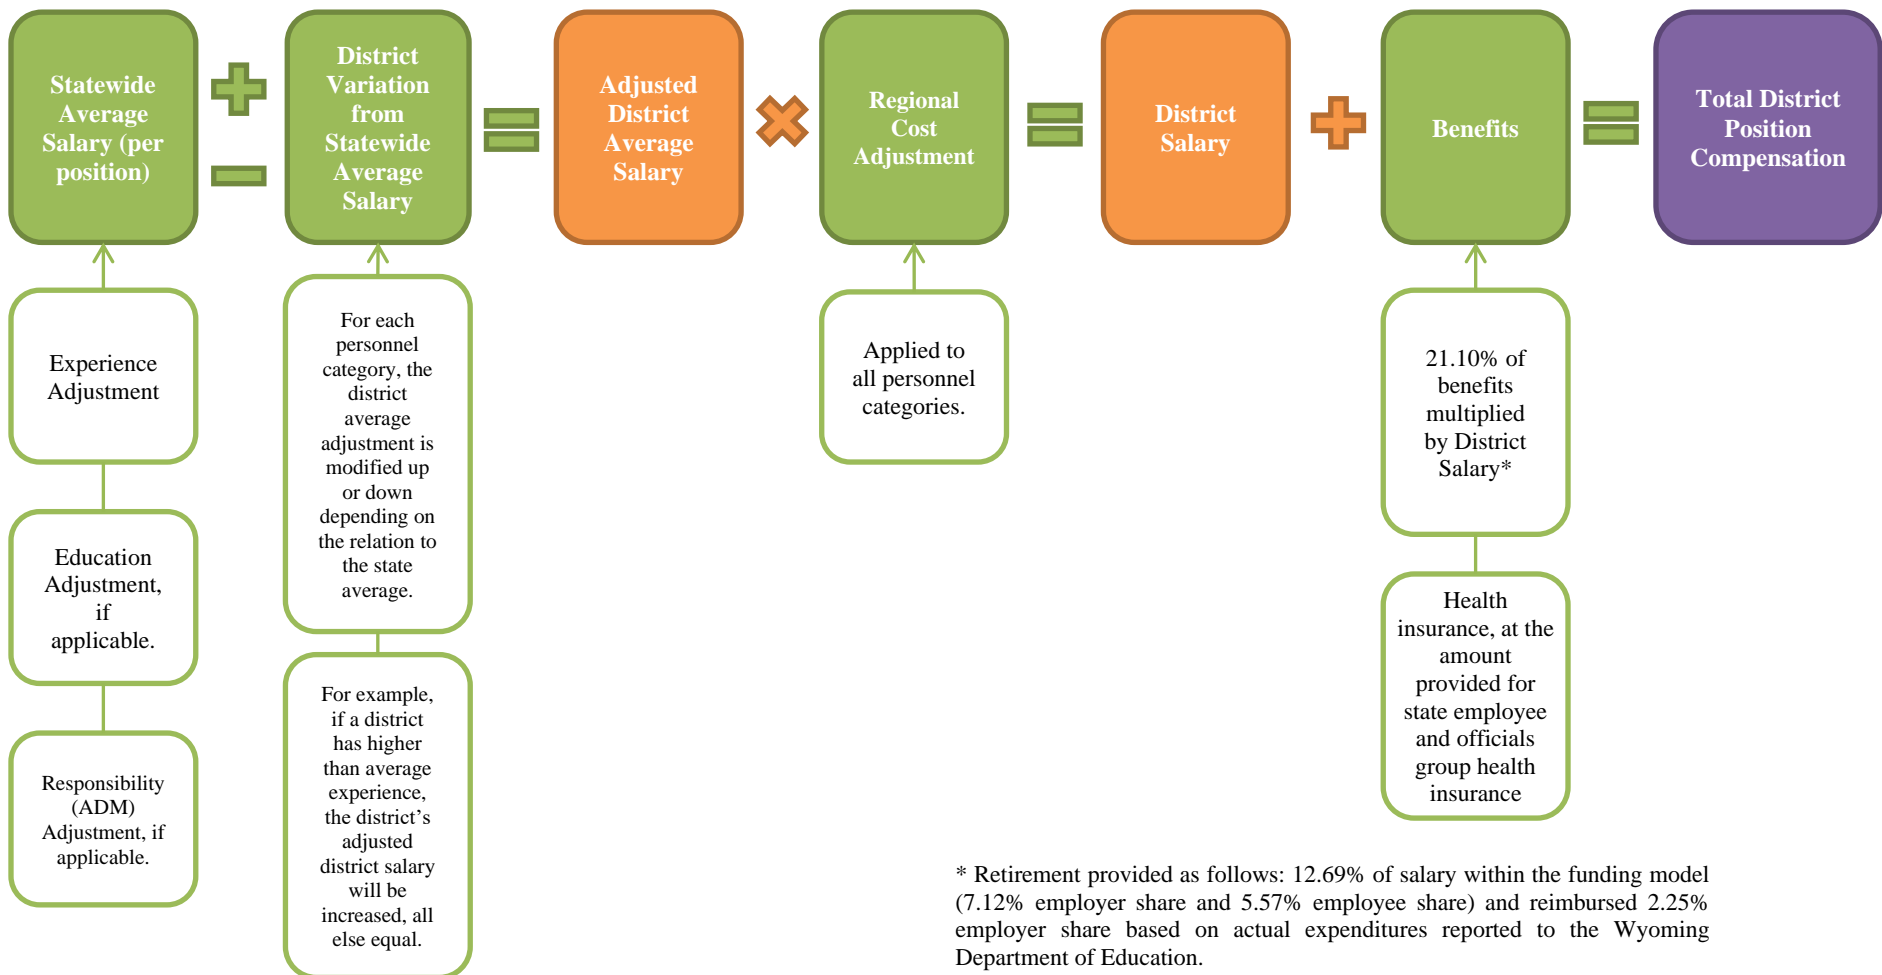 Statewide
Average
Salary (per
position)
District
Variation
from
Statewide
Average
Salary
Adjusted
District
Average
Salary
Regional
Cost
Adjustment
District
Salary
Benefits
Total District
Position
Compensation
Experience
Adjustment
Education
Adjustment,
if
applicable.
Responsibility
(ADM)
Adjustment, if
applicable.
For each
personnel
category, the
district
average
adjustment is
modified up
or down
depending on
the relation to
the state
average.
For example,
if a district
has higher
than average
experience,
the district’s
adjusted
district salary
will be
increased, all
else equal.
Applied to
all personnel
categories.
21.10% of
benefits
multiplied
by District
Salary*
Health
insurance, at the
amount
provided for
state employee
and officials
group health
insurance
* Retirement provided as follows: 12.69% of salary within the funding model
(7.12% employer share and 5.57% employee share) and reimbursed 2.25%
employer share based on actual expenditures reported to the Wyoming
Department of Education.